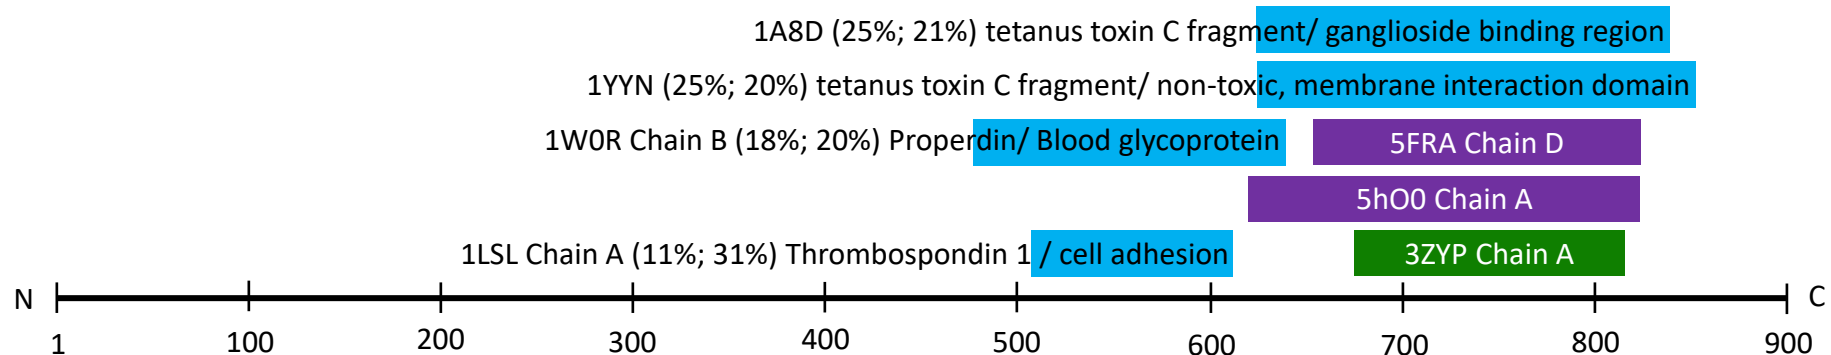 1A8D (25%; 21%) tetanus toxin C fragment/ ganglioside binding region
1YYN (25%; 20%) tetanus toxin C fragment/ non-toxic, membrane interaction domain
1W0R Chain B (18%; 20%) Properdin/ Blood glycoprotein
5FRA Chain D
5hO0 Chain A
1LSL Chain A (11%; 31%) Thrombospondin 1 / cell adhesion
3ZYP Chain A
N
C
1 100 200 300 400 500 600 700 800 900